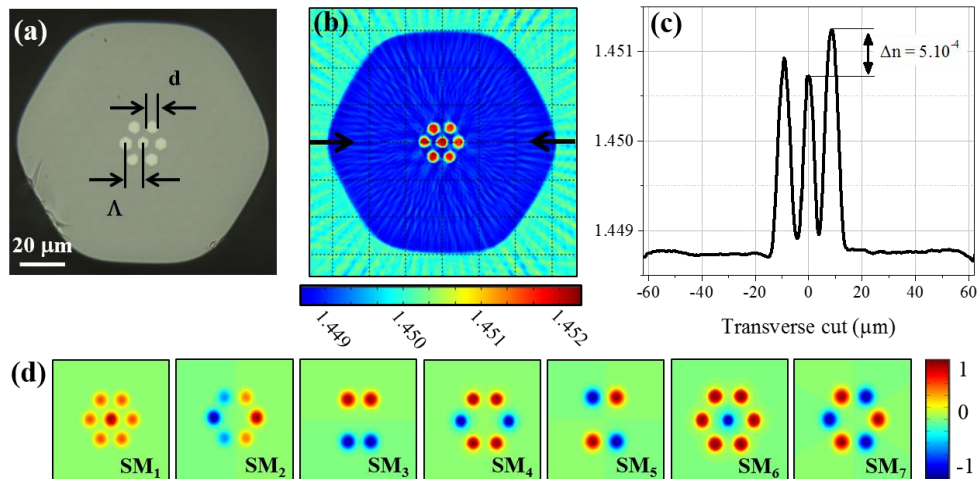 (a)
d
Λ
20 μm
(b)
1.449
1.450
1.451
1.452
(c)
1.451
1.450
1.449
Δn = 5.10⁻⁴
-60 -40 -20 0 20 40 60
Transverse cut (μm)
(d)
SM₁ SM₂ SM₃ SM₄ SM₅ SM₆ SM₇
1
0
-1